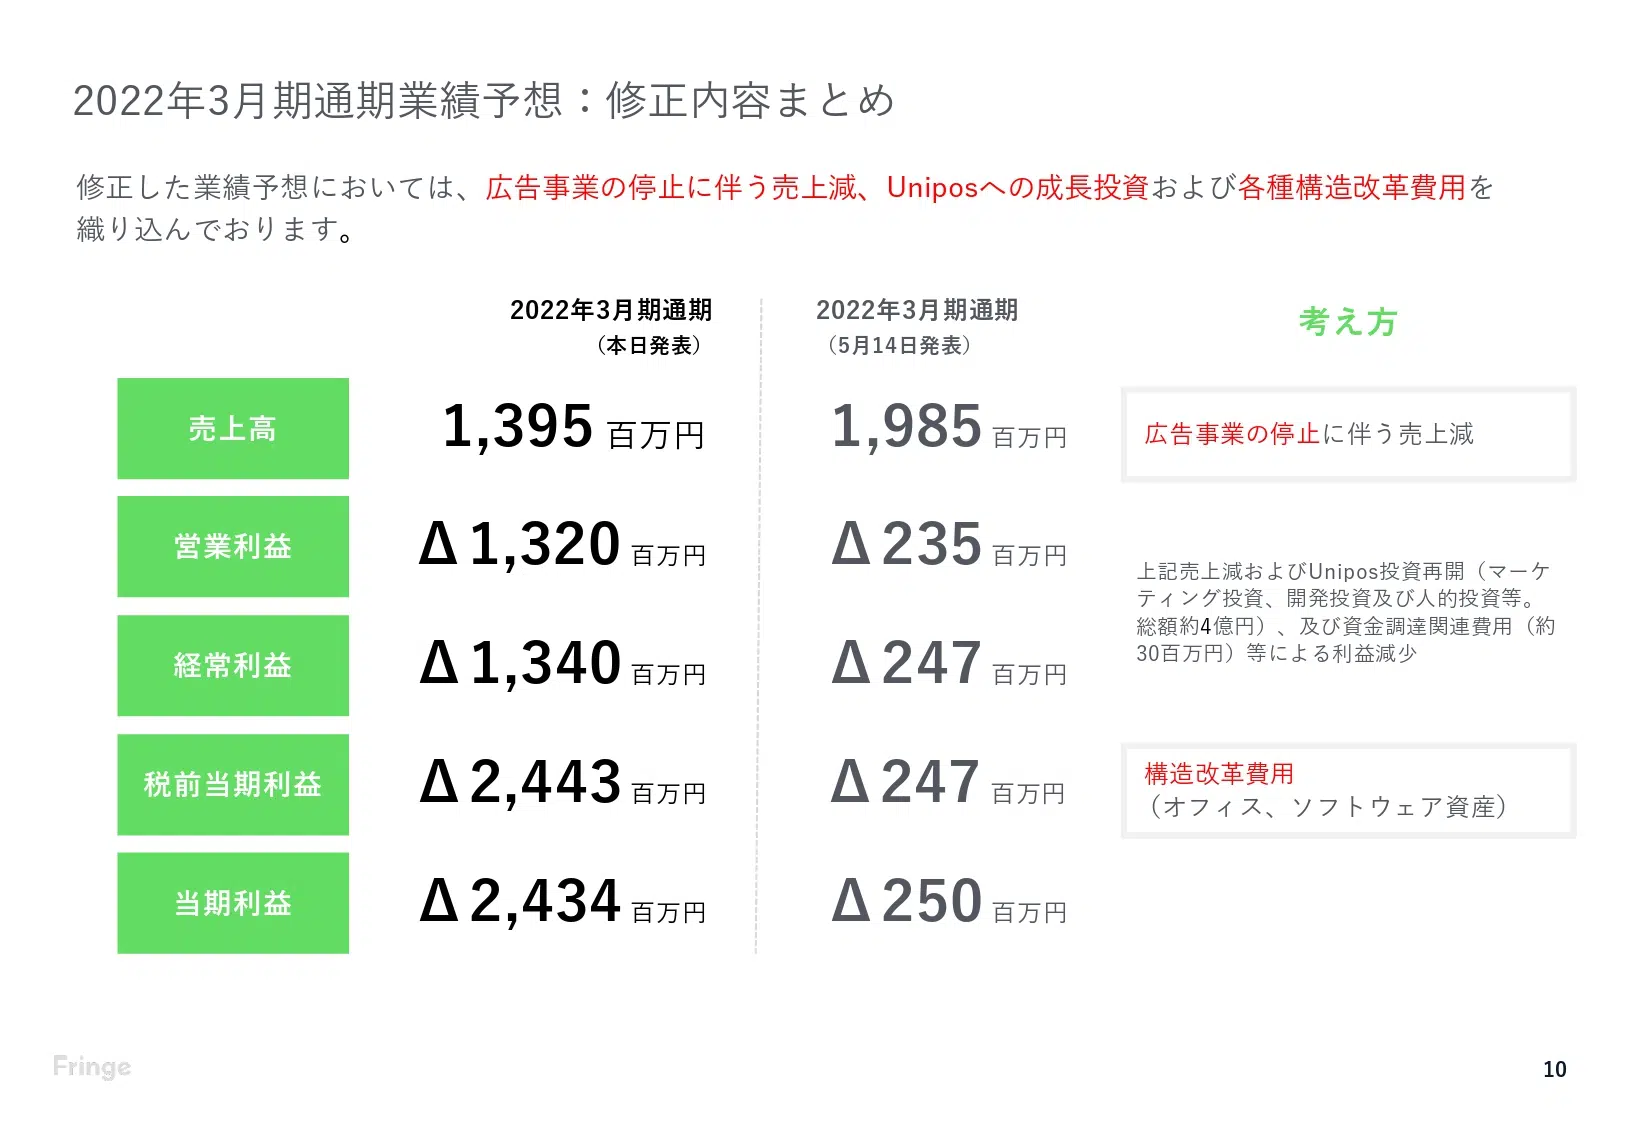 2022年3月期通期業績予想：修正内容まとめ
修正した業績予想においては、広告事業の停止に伴う売上減、Uniposへの成長投資および各種構造改革費用を
織り込んでおります。
2022年3月期通期
（本日発表）
2022年3月期通期
（5月14日発表）
考え方
売上高
1,395 百万円
1,985 百万円
広告事業の停止に伴う売上減
営業利益
Δ 1,320 百万円
Δ 235 百万円
経常利益
Δ 1,340 百万円
Δ 247 百万円
上記売上減およびUnipos投資再開（マーケ
ティング投資、開発投資及び人的投資等。
総額約4億円）、及び資金調達関連費用（約
30百万円）等による利益減少
税前当期利益
Δ 2,443 百万円
Δ 247 百万円
構造改革費用
（オフィス、ソフトウェア資産）
当期利益
Δ 2,434 百万円
Δ 250 百万円
Fringe
10